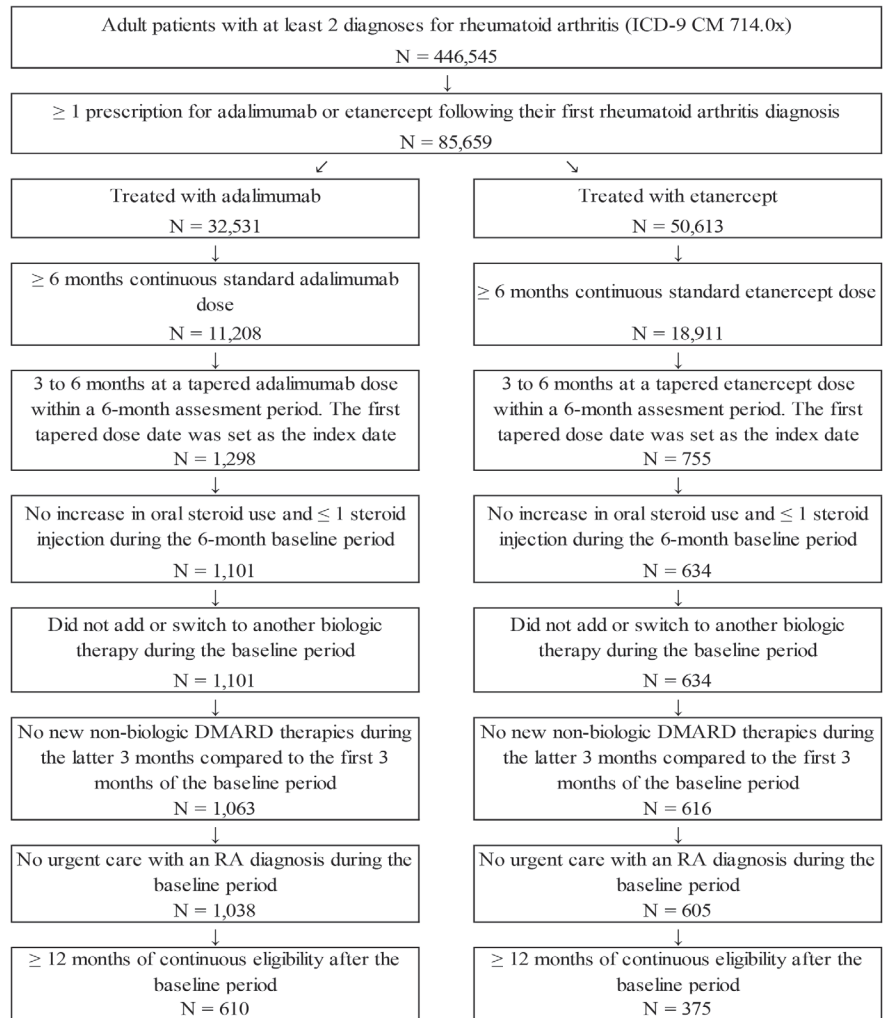 Adult patients with at least 2 diagnoses for rheumatoid arthritis (ICD-9 CM 714.0x)
N = 446,545
↓
≥ 1 prescription for adalimumab or etanercept following their first rheumatoid arthritis diagnosis
N = 85,659
↙ ↘
Treated with adalimumab
N = 32,531
↓
≥ 6 months continuous standard adalimumab
dose
N = 11,208
↓
3 to 6 months at a tapered adalimumab dose
within a 6-month assesment period. The first
tapered dose date was set as the index date
N = 1,298
↓
No increase in oral steroid use and ≤ 1 steroid
injection during the 6-month baseline period
N = 1,101
↓
Did not add or switch to another biologic
therapy during the baseline period
N = 1,101
↓
No new non-biologic DMARD therapies during
the latter 3 months compared to the first 3
months of the baseline period
N = 1,063
↓
No urgent care with an RA diagnosis during the
baseline period
N = 1,038
↓
≥ 12 months of continuous eligibility after the
baseline period
N = 610
Treated with etanercept
N = 50,613
↓
≥ 6 months continuous standard etanercept dose
N = 18,911
↓
3 to 6 months at a tapered etanercept dose
within a 6-month assesment period. The first
tapered dose date was set as the index date
N = 755
↓
No increase in oral steroid use and ≤ 1 steroid
injection during the 6-month baseline period
N = 634
↓
Did not add or switch to another biologic
therapy during the baseline period
N = 634
↓
No new non-biologic DMARD therapies during
the latter 3 months compared to the first 3
months of the baseline period
N = 616
↓
No urgent care with an RA diagnosis during the
baseline period
N = 605
↓
≥ 12 months of continuous eligibility after the
baseline period
N = 375